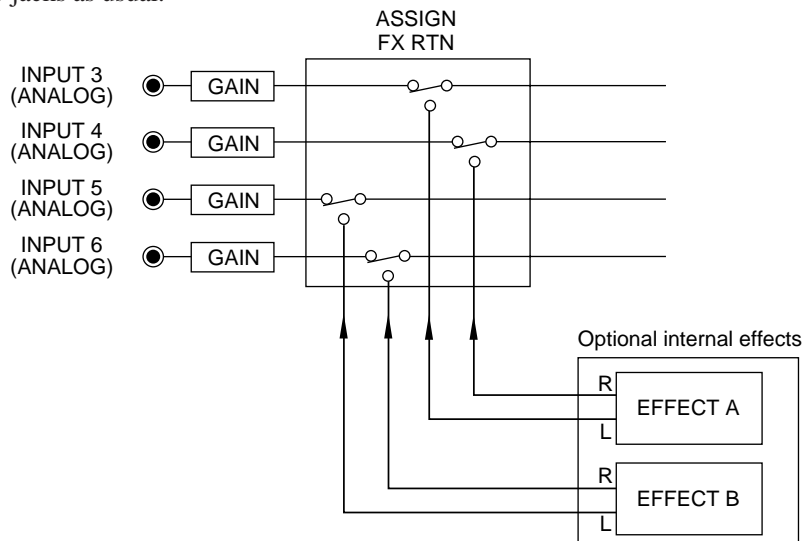 jacks as usual.
ASSIGN
FX RTN
INPUT 3
(ANALOG)
GAIN
INPUT 4
(ANALOG)
GAIN
INPUT 5
(ANALOG)
GAIN
INPUT 6
(ANALOG)
GAIN
Optional internal effects
R
EFFECT A
L
R
EFFECT B
L